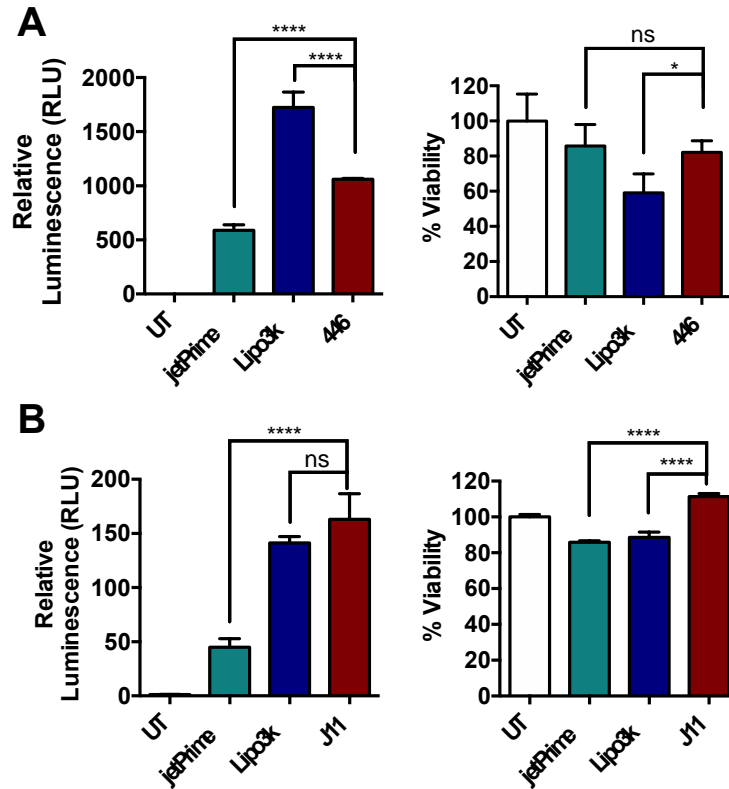 A
Relative
Luminescence (RLU)
2000
1500
1000
500
0
****
****
UT
jetPrime
Lipo3k
446
% Viability
120
100
80
60
40
20
0
ns
*
UT
jetPrime
Lipo3k
446
B
Relative
Luminescence (RLU)
200
150
100
50
0
****
ns
UT
jetPrime
Lipo3k
J11
% Viability
120
100
80
60
40
20
0
****
****
UT
jetPrime
Lipo3k
J11